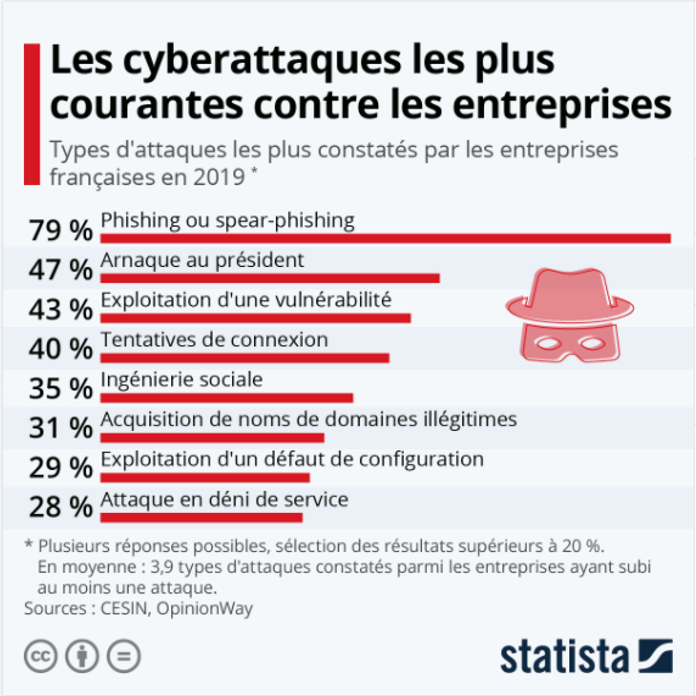 Les cyberattaques les plus
courantes contre les entreprises
Types d'attaques les plus constatés par les entreprises
françaises en 2019 *
79 % Phishing ou spear-phishing
47 % Arnaque au président
43 % Exploitation d'une vulnérabilité
40 % Tentatives de connexion
35 % Ingénierie sociale
31 % Acquisition de noms de domaines illégitimes
29 % Exploitation d'un défaut de configuration
28 % Attaque en déni de service
* Plusieurs réponses possibles, sélection des résultats supérieurs à 20 %.
En moyenne : 3,9 types d'attaques constatés parmi les entreprises ayant subi
au moins une attaque.
Sources : CESIN, OpinionWay
cc
statista